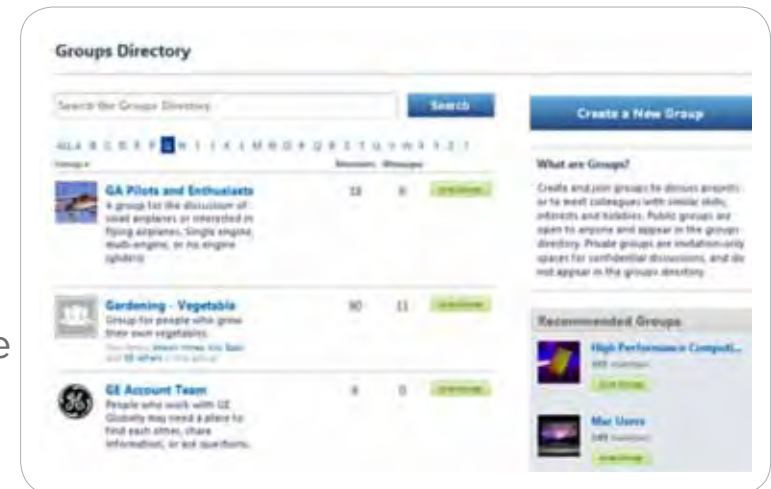 Groups Directory
Search the Groups Directory
Search
Members Messages
GA Pilots and Enthusiasts
A group for the discussion of
small airplanes or interested in
flying airplanes. Single engine,
multi-engine, or no engine
(gliders)
Gardening - Vegetable
Group for people who grow
their own vegetables.
GE Account Team
People who work with GE
Globally may need a place to
find each other, share
information, or ask questions.
Create a New Group
What are Groups?
Create and join groups to discuss projects
or to meet colleagues with similar skills,
interests and hobbies. Public groups are
open to anyone and appear in the groups
directory. Private groups are invitation-only
spaces for confidential discussions, and do
not appear in the groups directory.
Recommended Groups
High Performance Computi...
Mac Users
e